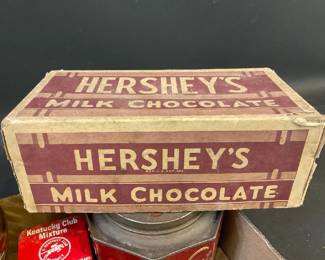 HERSHEY'S
MILK CHOCOLATE
HERSHEY'S
MILK CHOCOLATE
Kentucky Club
Mixture